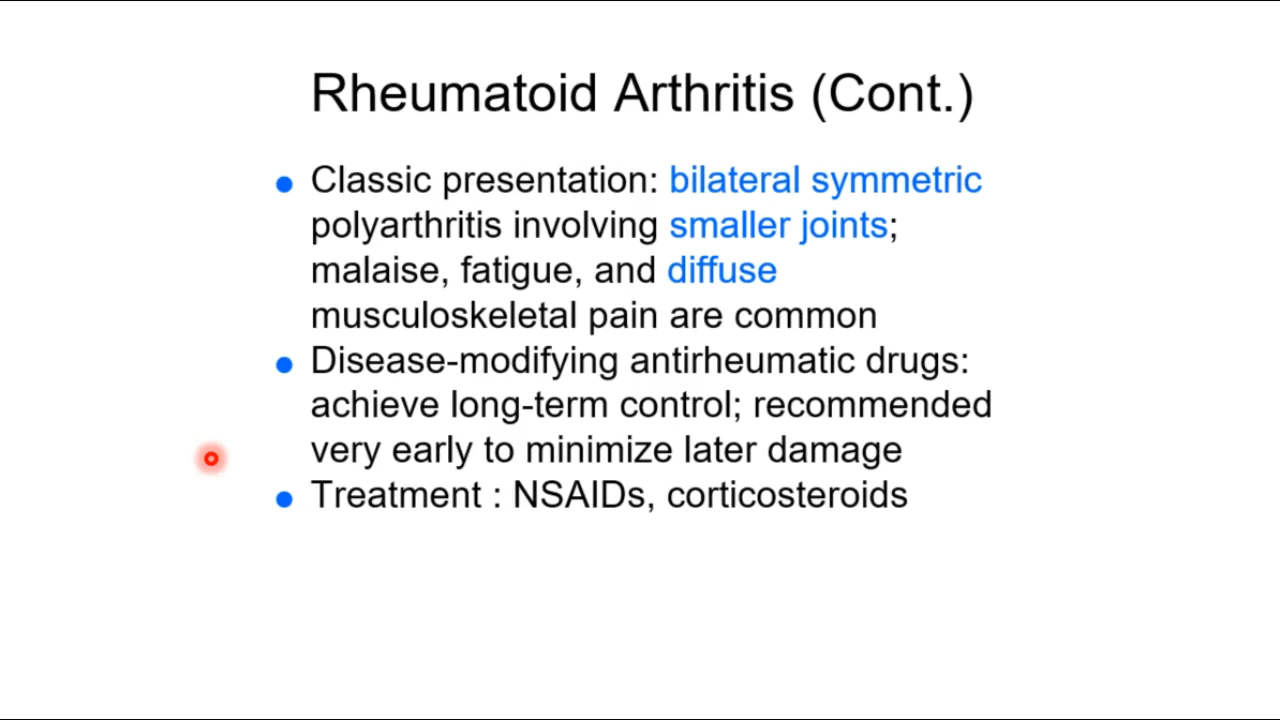 Rheumatoid Arthritis (Cont.)
Classic presentation: bilateral symmetric
polyarthritis involving smaller joints;
malaise, fatigue, and diffuse
musculoskeletal pain are common
Disease-modifying antirheumatic drugs:
achieve long-term control; recommended
very early to minimize later damage
Treatment : NSAIDs, corticosteroids